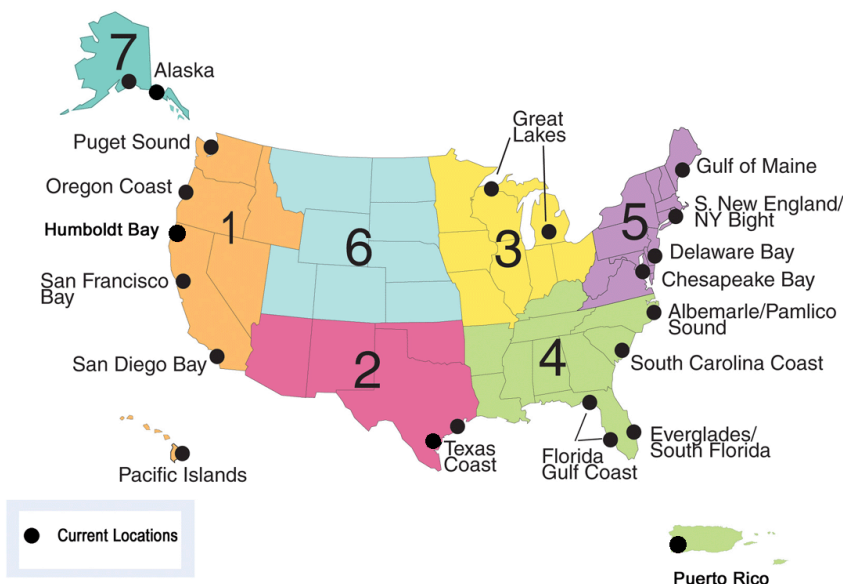 7
Alaska
Puget Sound
Great
Lakes
Gulf of Maine
Oregon Coast
S. New England/
NY Bight
Humboldt Bay
1
6
3
5
Delaware Bay
San Francisco
Bay
Chesapeake Bay
Albemarle/Pamlico
Sound
San Diego Bay
2
4
South Carolina Coast
Texas
Coast
Florida
Gulf Coast
Everglades/
South Florida
Pacific Islands
Current Locations
Puerto Rico